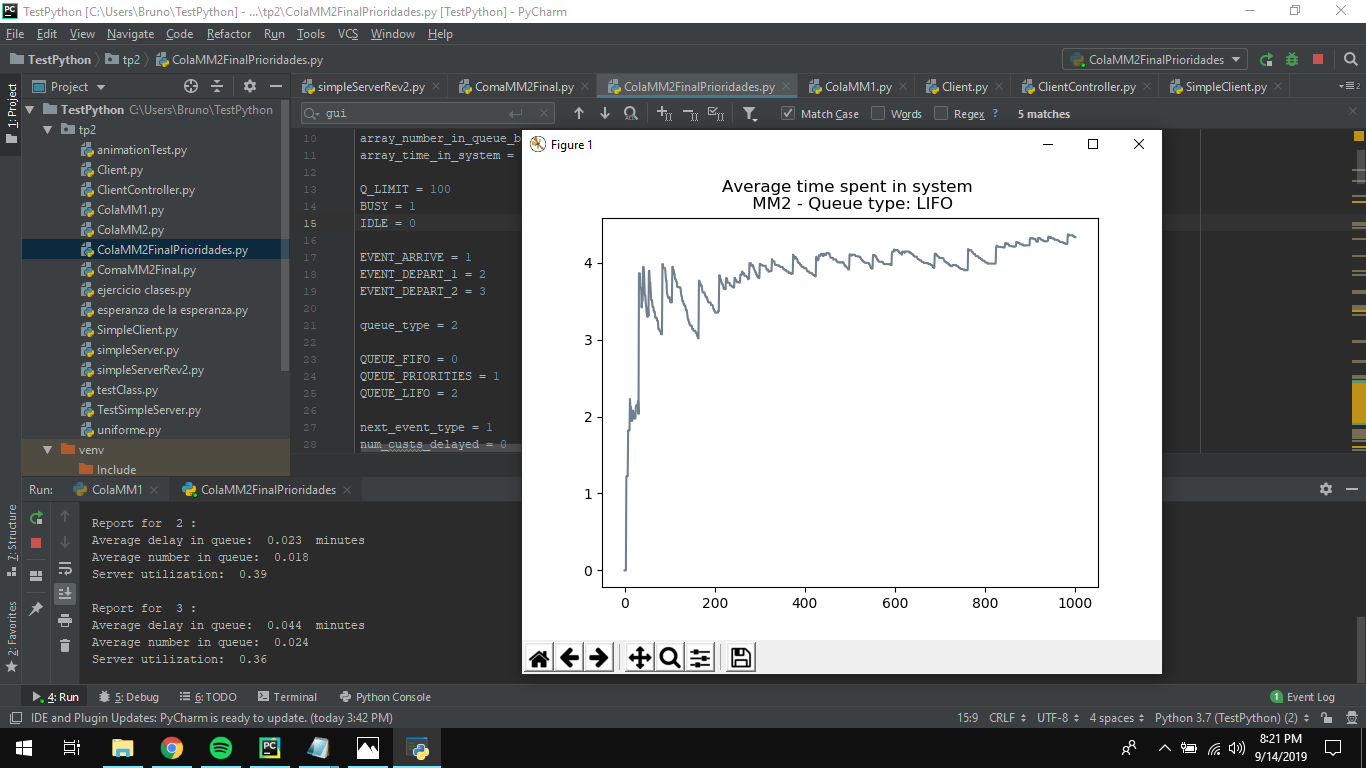 TestPython [C:\Users\Bruno\TestPython] - ...\tp2\ColaMM2FinalPrioridades.py [TestPython] - PyCharm
File Edit View Navigate Code Refactor Run Tools VCS Window Help
TestPython tp2 ColaMM2FinalPrioridades.py
ColaMM2FinalPrioridades
Project
simpleServerRev2.py ComaMM2Final.py ColaMM2FinalPrioridades.py ColaMM1.py Client.py ClientController.py SimpleClient.py
gui
Match Case Words Regex ? 5 matches
1: Project
TestPython C:\Users\Bruno\TestPython
tp2
animationTest.py
Client.py
ClientController.py
ColaMM1.py
ColaMM2.py
ColaMM2FinalPrioridades.py
ComaMM2Final.py
ejercicio clases.py
esperanza de la esperanza.py
SimpleClient.py
simpleServer.py
simpleServerRev2.py
testClass.py
TestSimpleServer.py
uniforme.py
venv
Include
10 array_number_in_queue_b
11 array_time_in_system =
12
13 Q_LIMIT = 100
14 BUSY = 1
15 IDLE = 0
16
17 EVENT_ARRIVE = 1
18 EVENT_DEPART_1 = 2
19 EVENT_DEPART_2 = 3
20
21 queue_type = 2
22
23 QUEUE_FIFO = 0
24 QUEUE_PRIORITIES = 1
25 QUEUE_LIFO = 2
26
27 next_event_type = 1
28 num_custs_delayed = 0
Figure 1
Average time spent in system
MM2 - Queue type: LIFO
4
3
2
1
0
0 200 400 600 800 1000
Run: ColaMM1 ColaMM2FinalPrioridades
Report for 2 :
Average delay in queue: 0.023 minutes
Average number in queue: 0.018
Server utilization: 0.39
Report for 3 :
Average delay in queue: 0.044 minutes
Average number in queue: 0.024
Server utilization: 0.36
7: Structure
2: Favorites
4: Run 5: Debug 6: TODO Terminal Python Console 1 Event Log
IDE and Plugin Updates: PyCharm is ready to update. (today 3:42 PM) 15:9 CRLF UTF-8 4 spaces Python 3.7 (TestPython) (2)
8:21 PM
9/14/2019